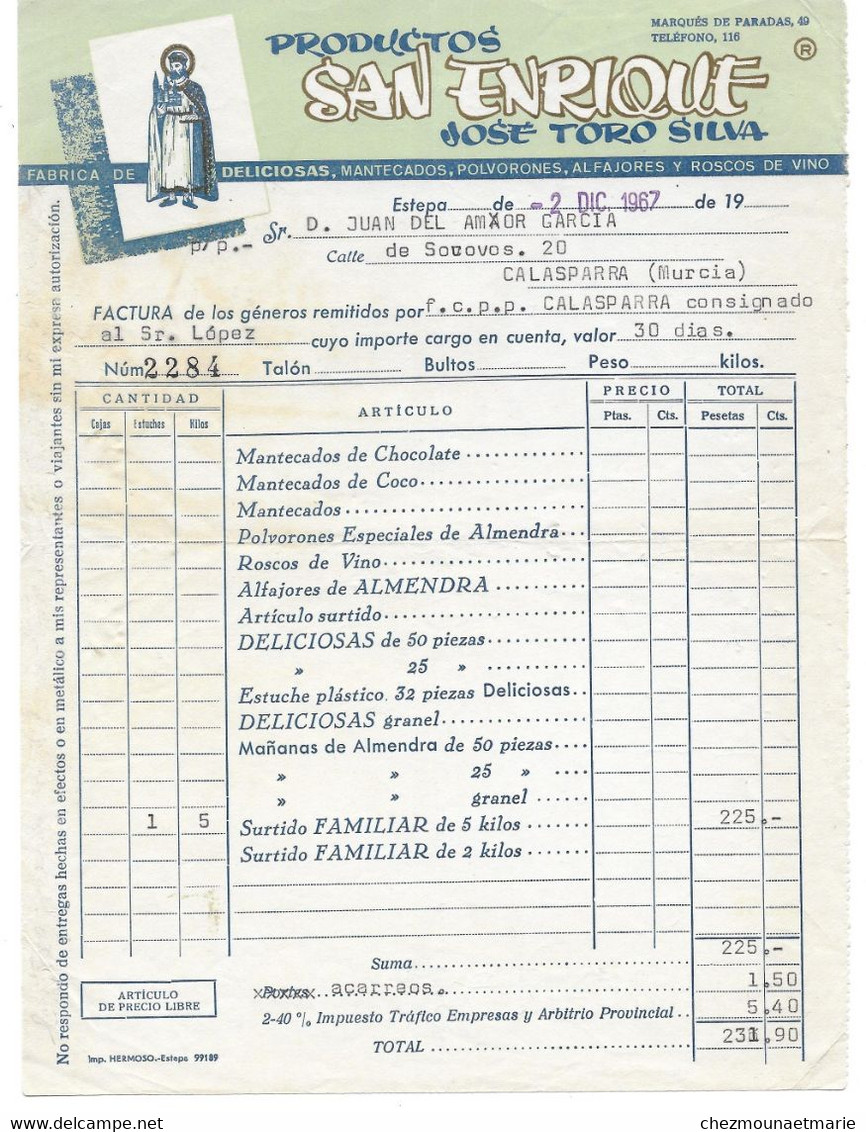 MARQUÉS DE PARADAS, 49
TELÉFONO, 116
PRODUCTOS
SAN ENRIQUE ®
JOSÉ TORO SILVA
FABRICA DE DELICIOSAS, MANTECADOS, POLVORONES, ALFAJORES Y ROSCOS DE VINO
Estepa de - 2 DIC. 1967 de 19
p/p.- Sr. D. JUAN DEL AMXOR GARCIA
Calle de Socovos. 20
CALASPARRA (Murcia)
FACTURA de los géneros remitidos por f.c.p.p. CALASPARRA consignado
al Sr. López cuyo importe cargo en cuenta, valor 30 dias.
Núm 2284 Talón Bultos Peso kilos.
CANTIDAD ARTÍCULO PRECIO TOTAL
Cajas Estuches Kilos Ptas. Cts. Pesetas Cts.
Mantecados de Chocolate
Mantecados de Coco
Mantecados
Polvorones Especiales de Almendra
Roscos de Vino
Alfajores de ALMENDRA
Artículo surtido
DELICIOSAS de 50 piezas
» 25 »
Estuche plástico. 32 piezas Deliciosas
DELICIOSAS granel
Mañanas de Almendra de 50 piezas
» » 25 »
» » granel
1 5 Surtido FAMILIAR de 5 kilos 225.-
Surtido FAMILIAR de 2 kilos
Suma 225.-
Portes acarreos. 1.50
2-40 % Impuesto Tráfico Empresas y Arbitrio Provincial 5.40
TOTAL 231.90
ARTÍCULO
DE PRECIO LIBRE
Imp. HERMOSO.-Estepa 99189
No respondo de entregas hechas en efectos o en metálico a mis representantes o viajantes sin mi expresa autorización.
chezmounaetmarie